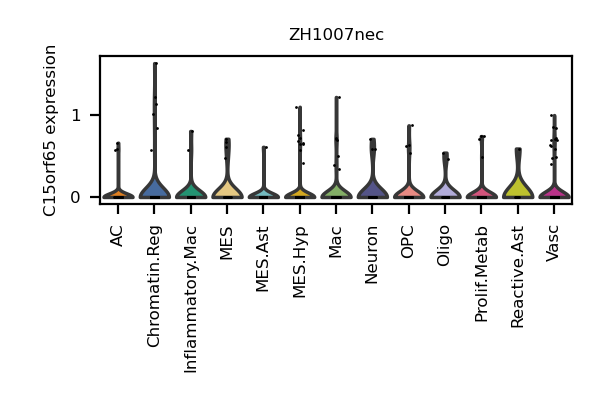 ZH1007nec
C15orf65 expression
1
0
AC
Chromatin.Reg
Inflammatory.Mac
MES
MES.Ast
MES.Hyp
Mac
Neuron
OPC
Oligo
Prolif.Metab
Reactive.Ast
Vasc